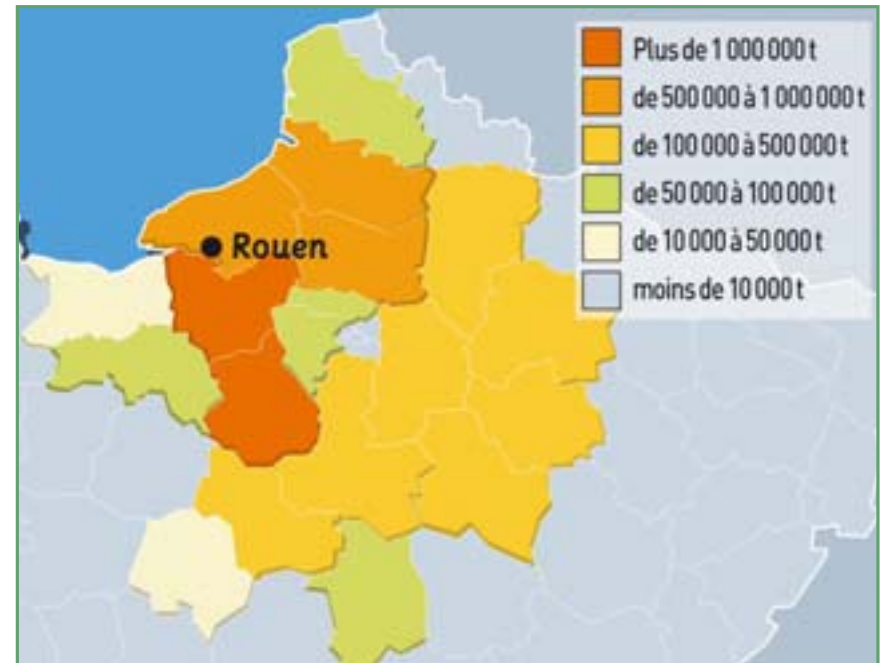 Plus de 1 000 000 t
de 500 000 à 1 000 000 t
de 100 000 à 500 000 t
de 50 000 à 100 000 t
de 10 000 à 50 000 t
moins de 10 000 t
Rouen